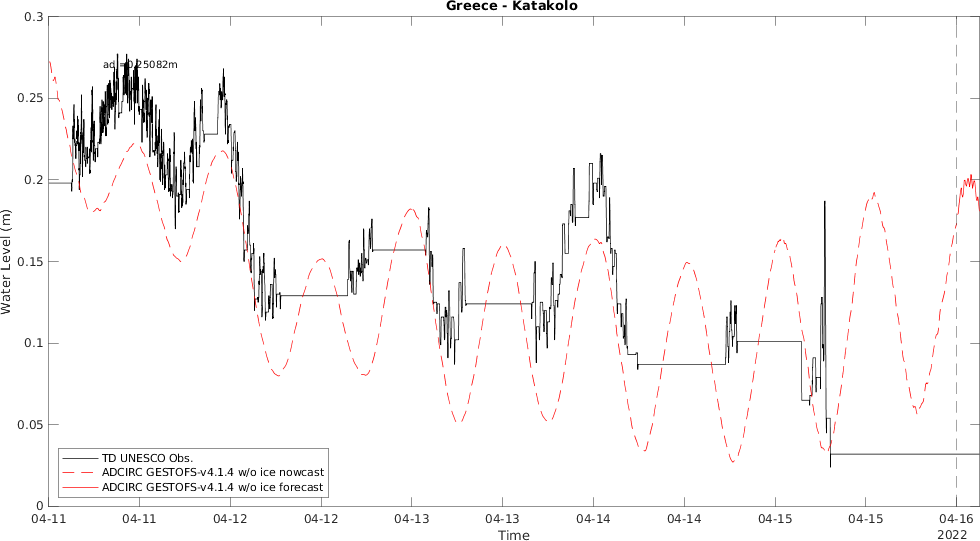 Greece - Katakolo
0.3
0.25
0.2
0.15
0.1
0.05
0
Water Level (m)
TD UNESCO Obs.
ADCIRC GESTOFS-v4.1.4 w/o ice nowcast
ADCIRC GESTOFS-v4.1.4 w/o ice forecast
04-11 04-11 04-12 04-12 04-13 04-13 04-14 04-14 04-15 04-15 04-16
2022
Time